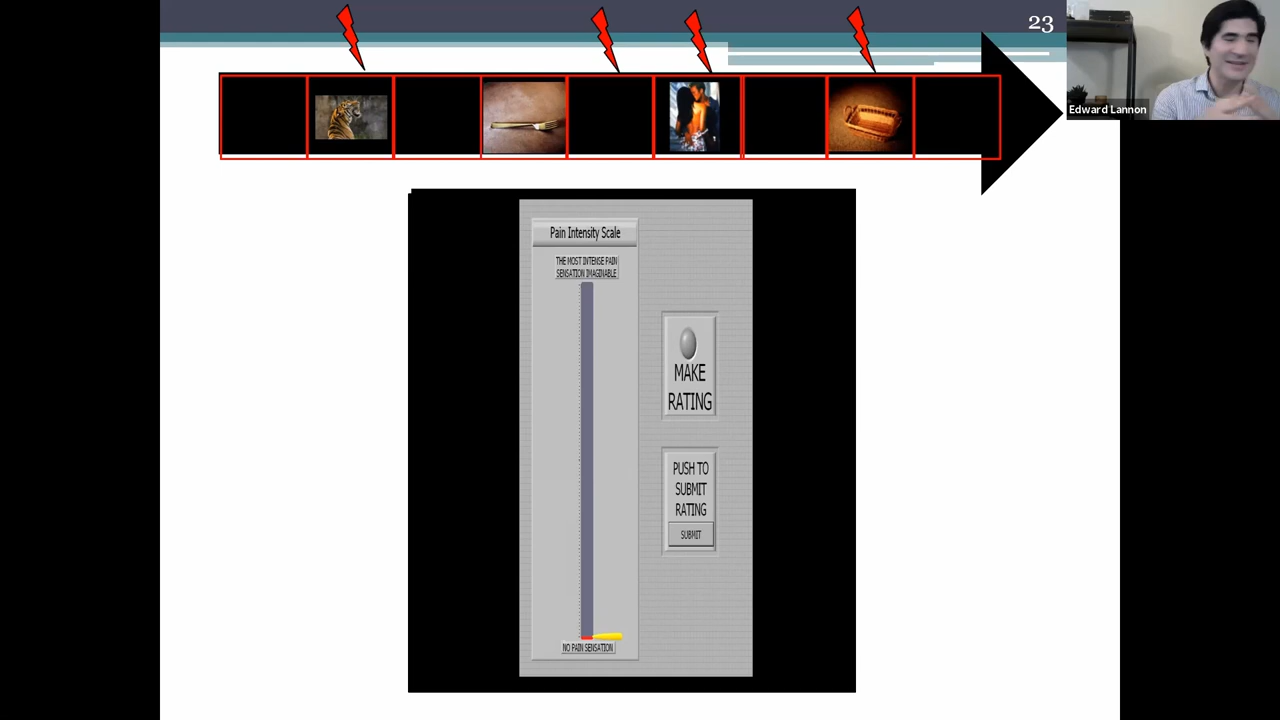 23
Edward Lannon
Pain Intensity Scale
THE MOST INTENSE PAIN
SENSATION IMAGINABLE
MAKE
RATING
PUSH TO
SUBMIT
RATING
SUBMIT
NO PAIN SENSATION